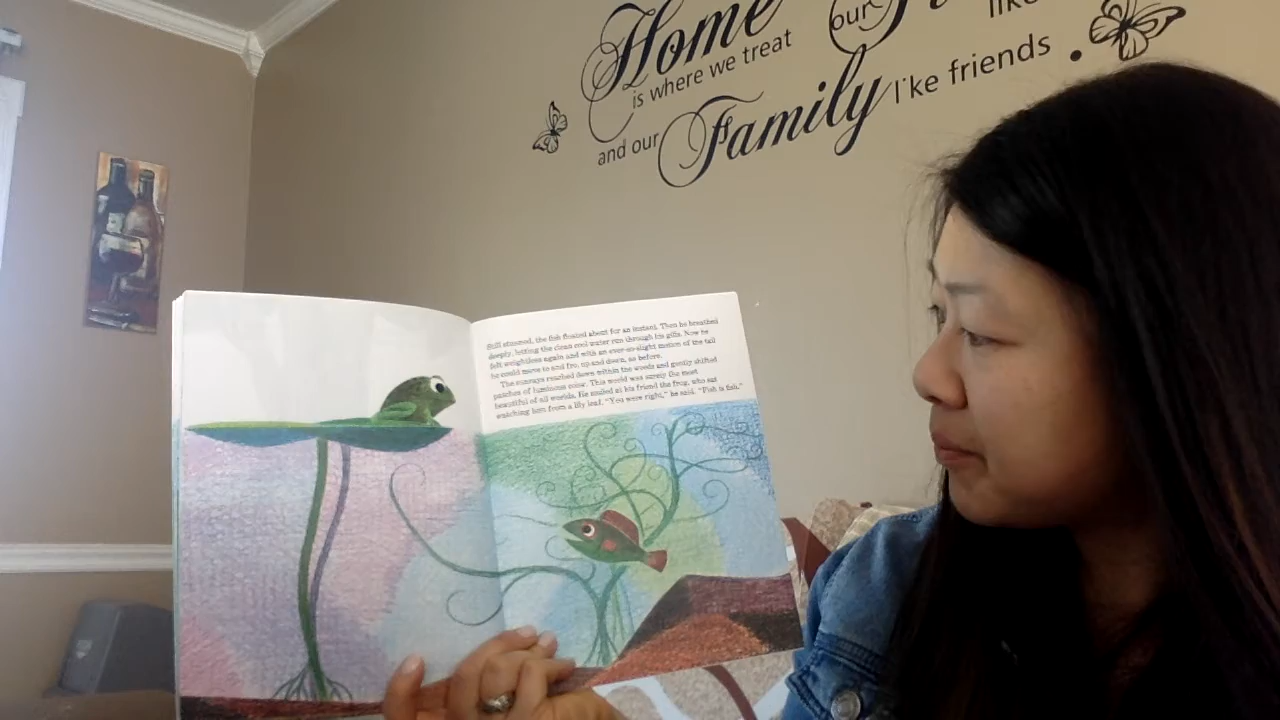 Home our
is where we treat like
and our Family like friends
Still stunned, the fish floated about for an instant. Then he breathed
deeply, letting the clean cool water run through his gills. Now he
felt weightless again and with an ever-so-slight motion of the tail
he could move to and fro, up and down, as before.
The sunrays reached down within the weeds and gently shifted
patches of luminous color. This world was surely the most
beautiful of all worlds. He smiled at his friend the frog, who sat
watching him from a lily leaf. "You were right," he said. "Fish is fish."